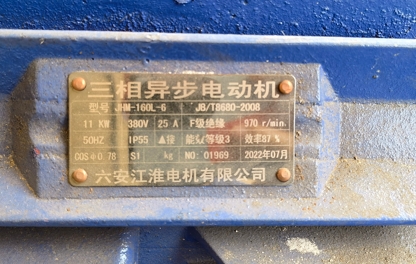 三相异步电动机
型号 JHM-160L-6 JB/T8680-2008
11 KW 380V 25 A F级绝缘 970 r/min.
50HZ IP55 △接 能效等级3 效率87 %
COSφ0.78 S1 kg NO: 01969 2022年07月
六安江淮电机有限公司